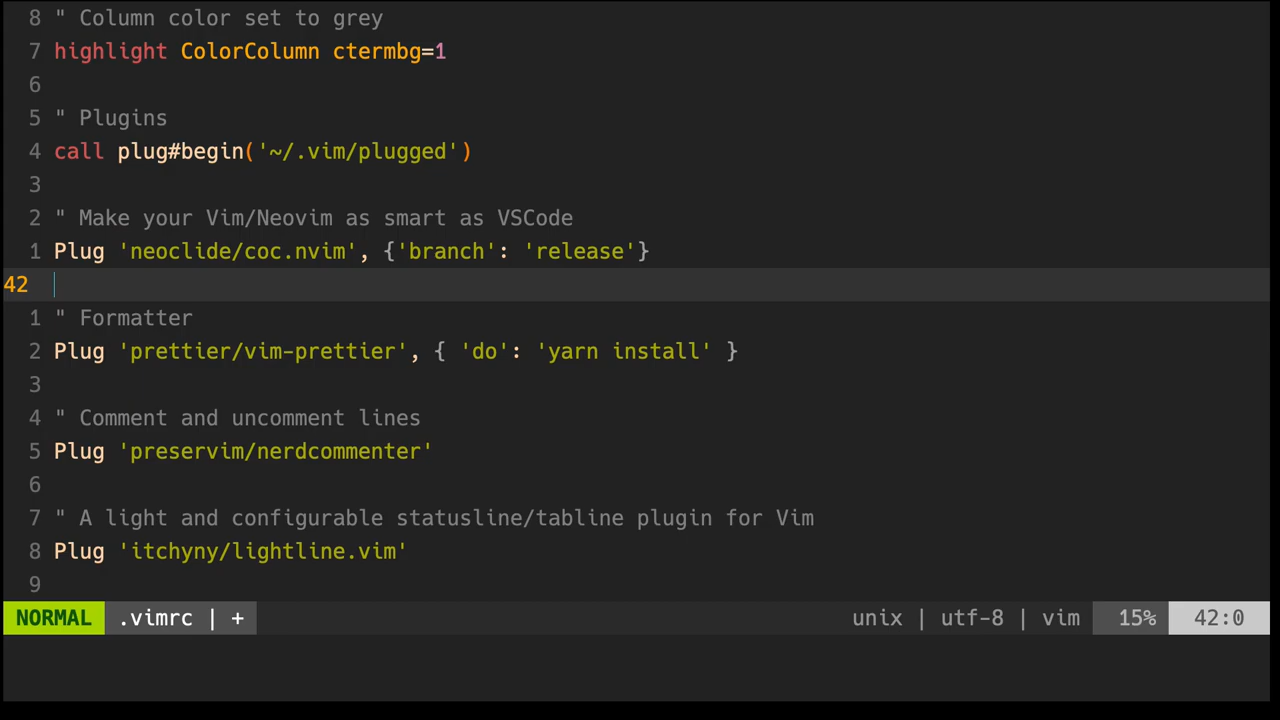 8 " Column color set to grey
7 highlight ColorColumn ctermbg=1
6
5 " Plugins
4 call plug#begin('~/.vim/plugged')
3
2 " Make your Vim/Neovim as smart as VSCode
1 Plug 'neoclide/coc.nvim', {'branch': 'release'}
42
1 " Formatter
2 Plug 'prettier/vim-prettier', { 'do': 'yarn install' }
3
4 " Comment and uncomment lines
5 Plug 'preservim/nerdcommenter'
6
7 " A light and configurable statusline/tabline plugin for Vim
8 Plug 'itchyny/lightline.vim'
9
NORMAL .vimrc | + unix | utf-8 | vim 15% 42:0